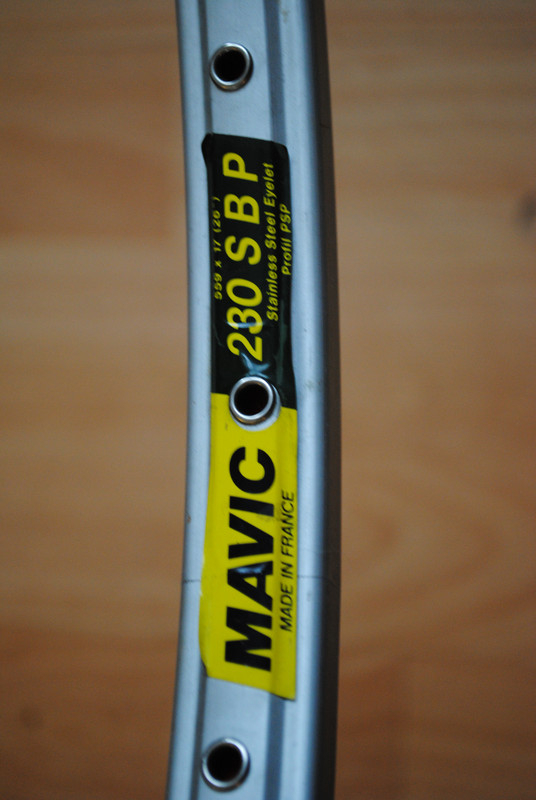 MAVIC
MADE IN FRANCE
559 x 17 (26")
230 S B P
Stainless Steel Eyelet
Profil PSP